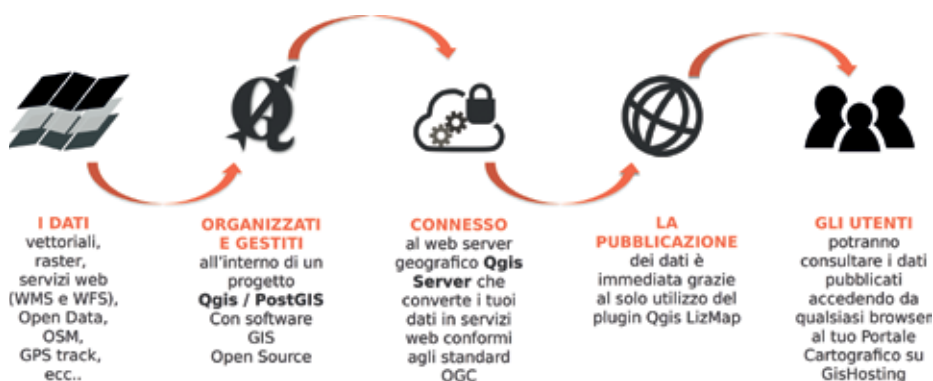 I DATI
vettoriali,
raster,
servizi web
(WMS e WFS),
Open Data,
OSM,
GPS track,
ecc..
ORGANIZZATI
E GESTITI
all'interno di un
progetto
Qgis / PostGIS
Con software
GIS
Open Source
CONNESSO
al web server
geografico Qgis
Server che
converte i tuoi
dati in servizi
web conformi
agli standard
OGC
LA
PUBBLICAZIONE
dei dati è
immediata grazie
al solo utilizzo del
plugin Qgis LizMap
GLI UTENTI
potranno
consultare i dati
pubblicati
accedendo da
qualsiasi browser
al tuo Portale
Cartografico su
GisHosting